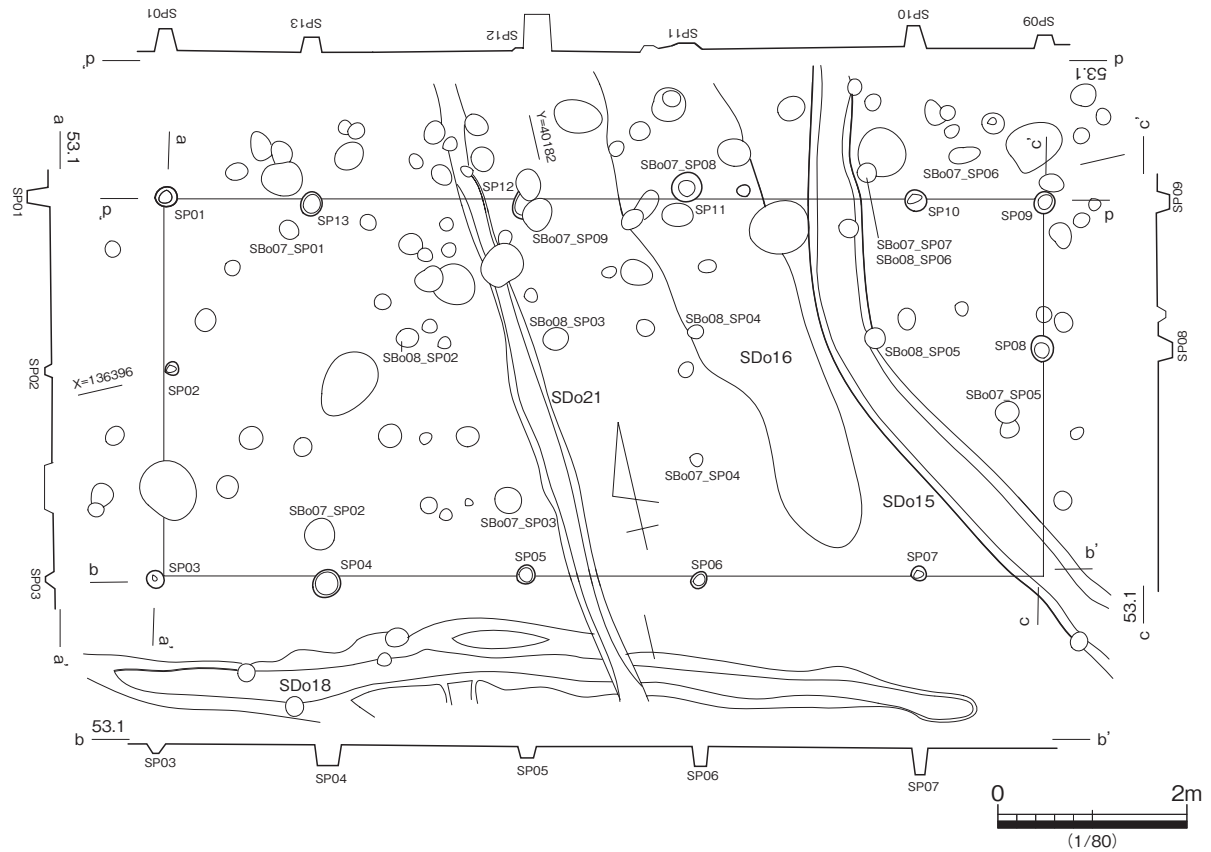 SP01
SP13
SP12
SP11
SP10
SP09
d'
d
53.1
a
53.1
a
Y=40182
c'
c'
SP01
SP09
d'
d
SP01
SP13
SP12
SBo07_SP08
SP11
SBo07_SP06
SP10
SP09
SBo07_SP01
SBo07_SP09
SBo07_SP07
SBo08_SP06
SBo08_SP03
SBo08_SP04
SBo08_SP02
SDo16
SBo08_SP05
SP08
SP08
SP02
X=136396
SP02
SDo21
SBo07_SP05
SBo07_SP04
SBo07_SP02
SBo07_SP03
SDo15
b
SP03
SP04
SP05
SP06
SP07
b'
SP03
a'
a'
c
53.1
c
SDo18
b
53.1
b'
SP03
SP04
SP05
SP06
SP07
0
2m
(1/80)